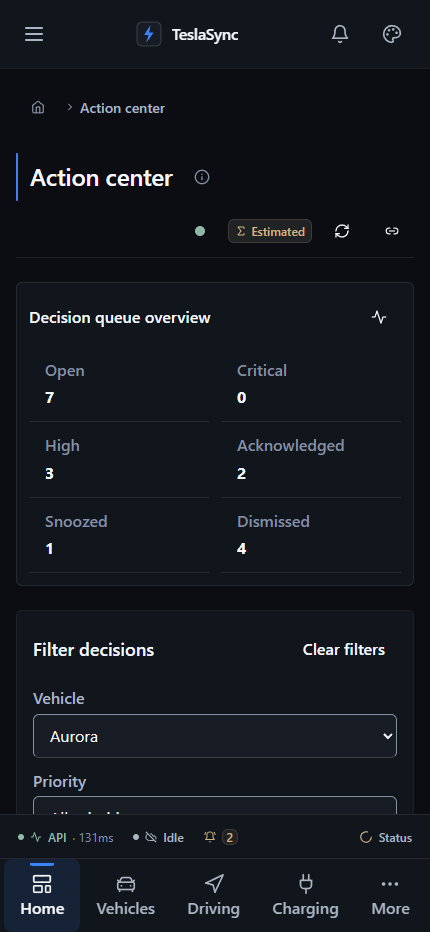 TeslaSync
Action center
Action center
Σ Estimated
Decision queue overview
Open
Critical
7
0
High
Acknowledged
3
2
Snoozed
Dismissed
1
4
Filter decisions
Clear filters
Vehicle
Aurora
Priority
API · 131ms
Idle
2
Status
Home
Vehicles
Driving
Charging
More